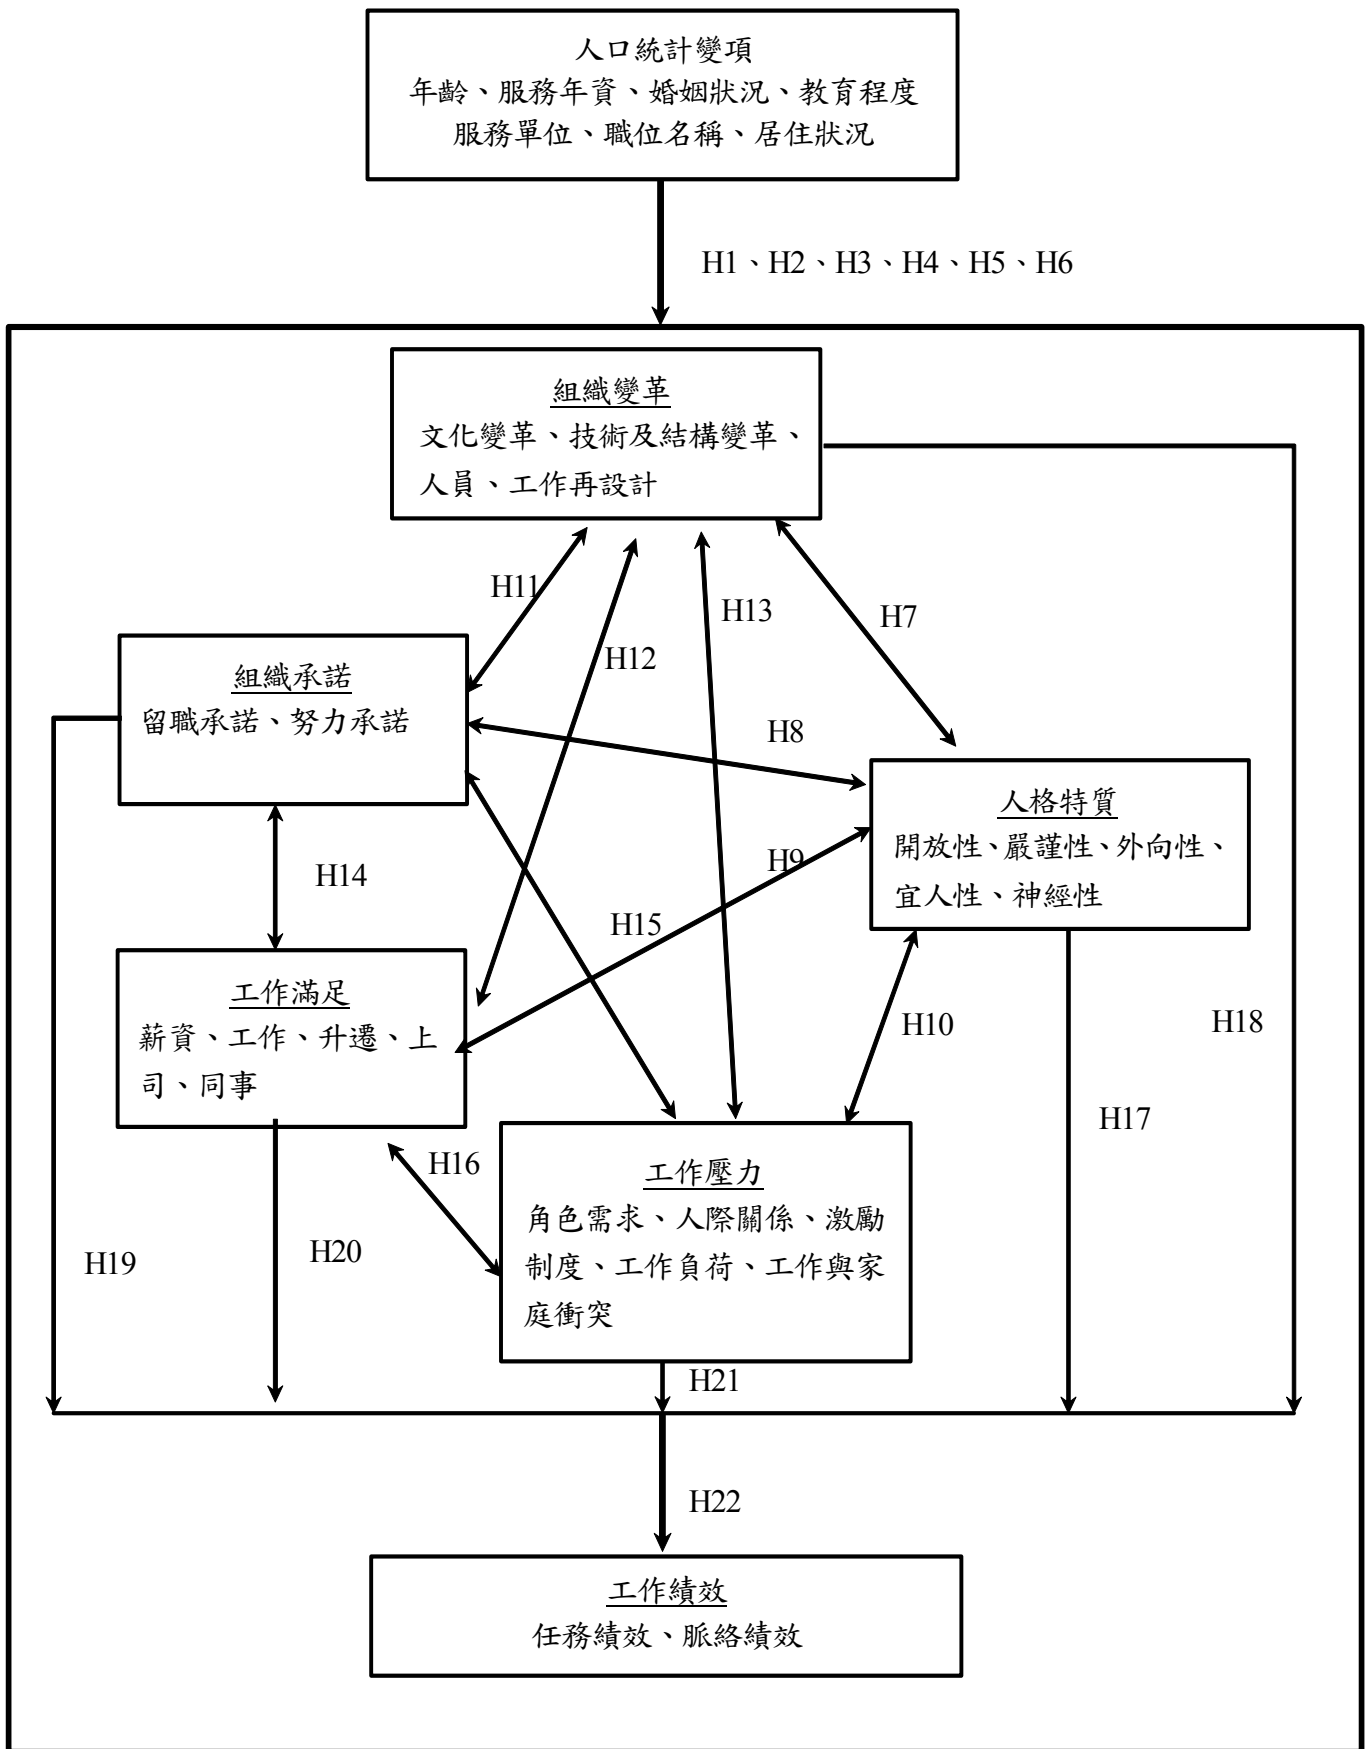 人口統計變項
年齡、服務年資、婚姻狀況、教育程度
服務單位、職位名稱、居住狀況
H1、H2、H3、H4、H5、H6
組織變革
文化變革、技術及結構變革、
人員、工作再設計
H11
H12
H13
H7
組織承諾
留職承諾、努力承諾
H8
人格特質
開放性、嚴謹性、外向性、
宜人性、神經性
H9
H14
H15
工作滿足
薪資、工作、升遷、上
司、同事
H10
H18
H17
H16
工作壓力
角色需求、人際關係、激勵
制度、工作負荷、工作與家
庭衝突
H19
H20
H21
H22
工作績效
任務績效、脈絡績效